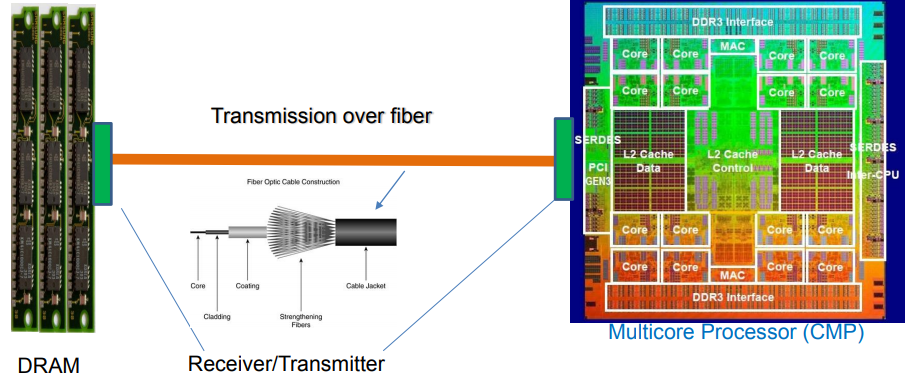 Transmission over fiber
Fiber Optic Cable Construction
Core
Cladding
Coating
Strengthening
Fibers
Cable Jacket
DRAM
Receiver/Transmitter
DDR3 Interface
MAC
Core
Core
Core
Core
Core
Core
Core
Core
SERDES
PCI
GEN3
L2 Cache
Data
L2 Cache
Control
L2 Cache
Data
SERDES
Inter-CPU
Core
Core
Core
Core
Core
Core
Core
Core
MAC
DDR3 Interface
Multicore Processor (CMP)